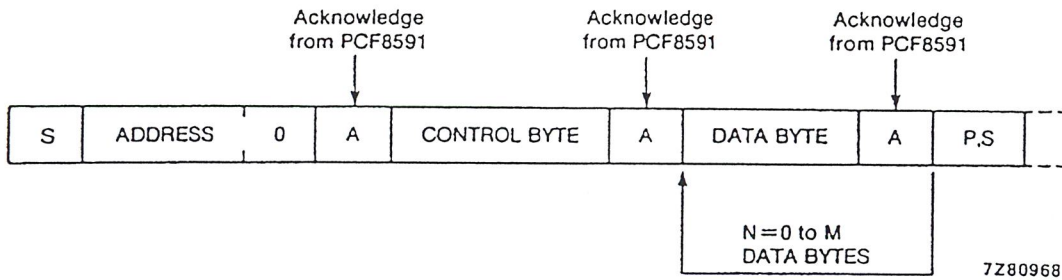 Acknowledge
from PCF8591
Acknowledge
from PCF8591
Acknowledge
from PCF8591
S ADDRESS 0 A CONTROL BYTE A DATA BYTE A P,S
N=0 to M
DATA BYTES
7Z80968